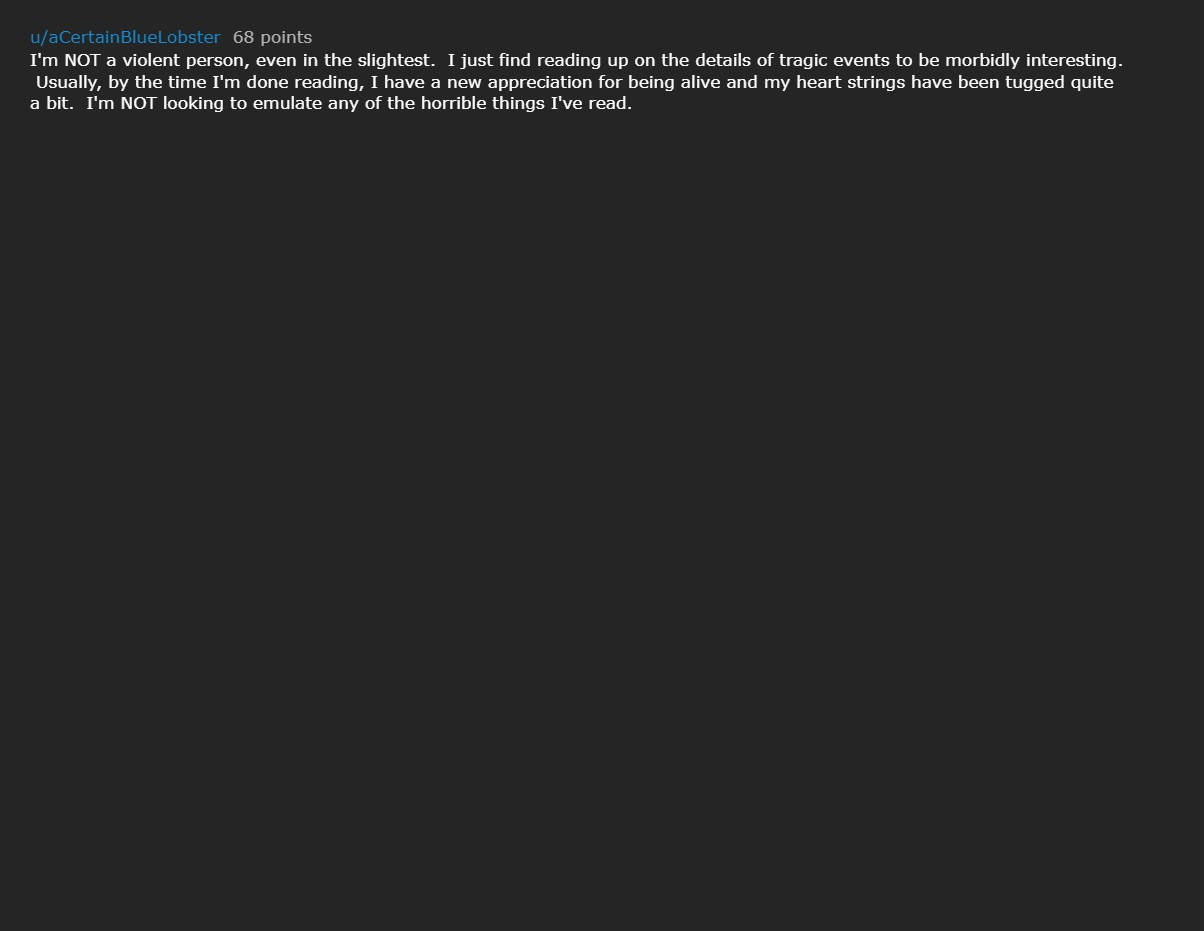 u/aCertainBlueLobster  68 points
I'm NOT a violent person, even in the slightest.  I just find reading up on the details of tragic events to be morbidly interesting.
Usually, by the time I'm done reading, I have a new appreciation for being alive and my heart strings have been tugged quite
a bit.  I'm NOT looking to emulate any of the horrible things I've read.